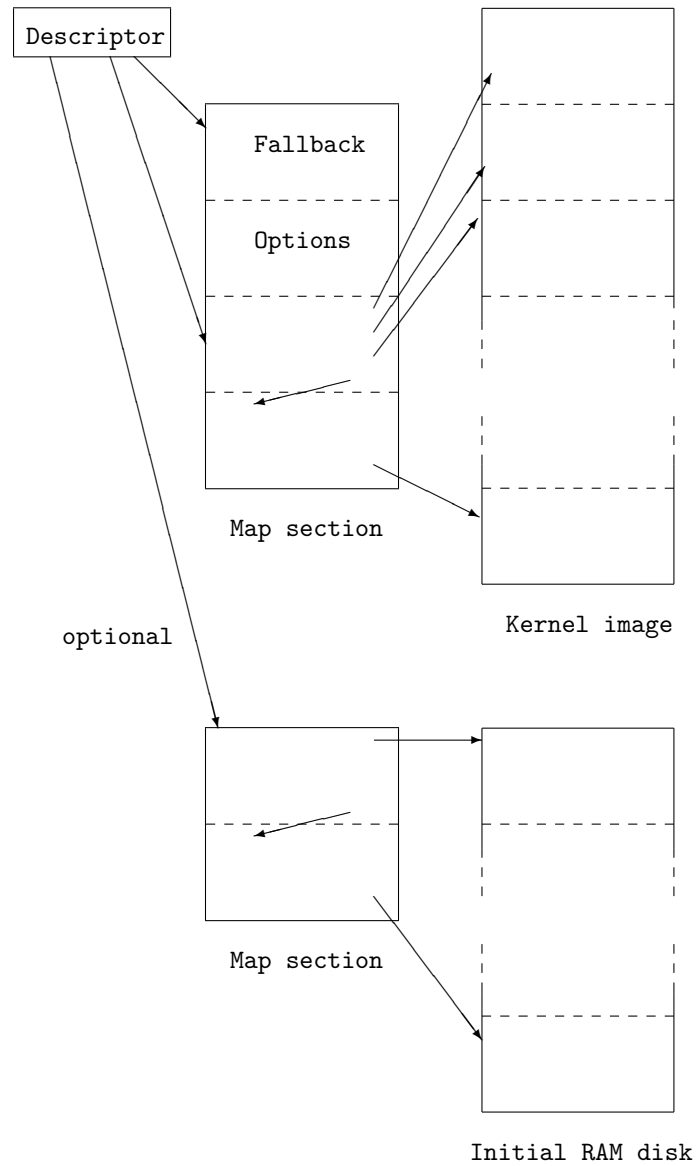 Descriptor
Fallback
Options
Map section
Kernel image
optional
Map section
Initial RAM disk